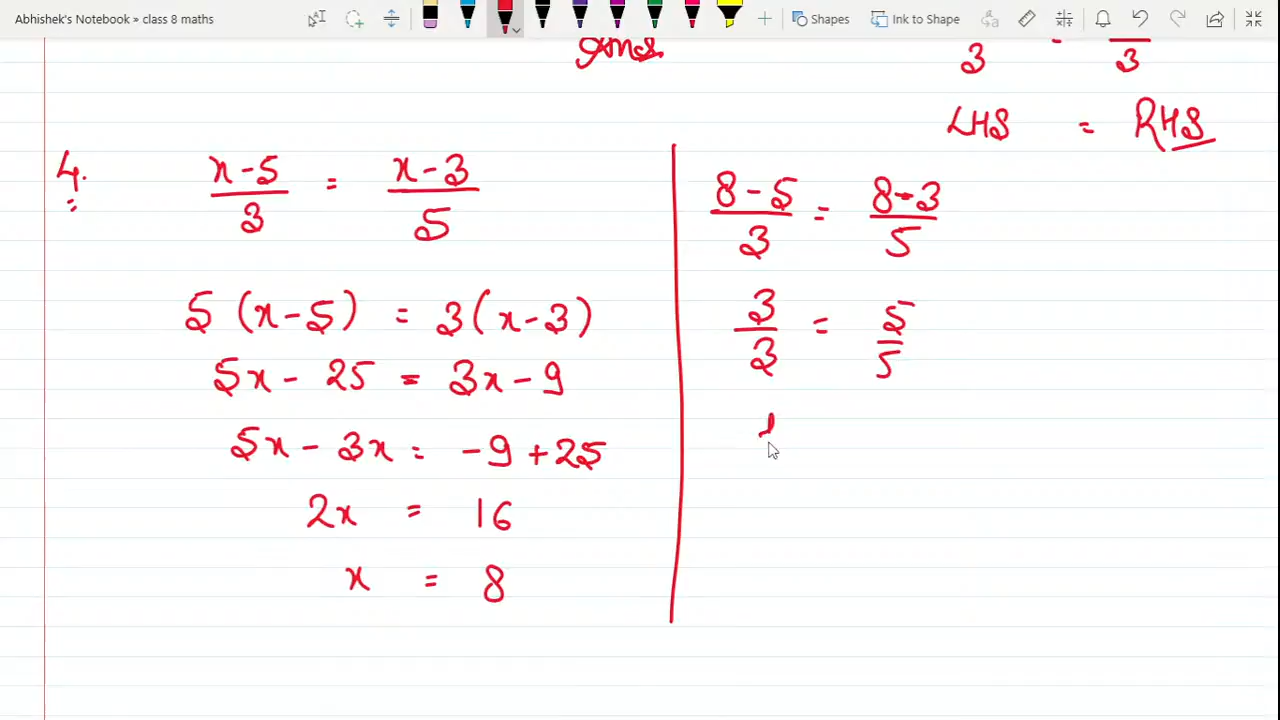 Abhishek's Notebook » class 8 maths
Shapes
Ink to Shape
Ans.
3 = 3
LHS = RHS
4.
x-5/3 = x-3/5
5 (x-5) = 3(x-3)
5x - 25 = 3x - 9
5x - 3x = -9 + 25
2x = 16
x = 8
8-5/3 = 8-3/5
3/3 = 5/5
1